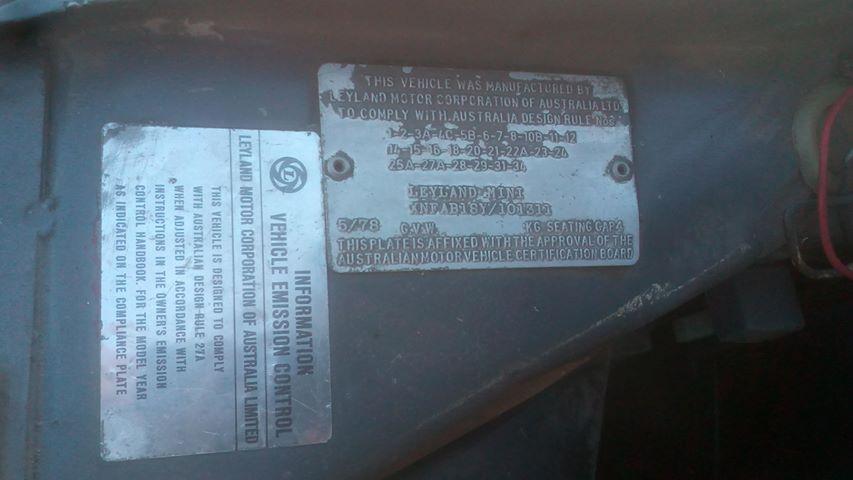 THIS VEHICLE WAS MANUFACTURED BY
LEYLAND MOTOR CORPORATION OF AUSTRALIA LTD.
TO COMPLY WITH AUSTRALIA DESIGN RULE Nos.
1-2-3A-4C-5B-6-7-8-10B-11-12
14-15-16-18-20-21-22A-23-24
25A-27A-28-29-31-34
LEYLAND MINI
5/78 G.V.W. KG SEATING CAP 4
THIS PLATE IS AFFIXED WITH THE APPROVAL OF THE
AUSTRALIAN MOTOR VEHICLE CERTIFICATION BOARD
L
INFORMATION
VEHICLE EMISSION CONTROL
LEYLAND MOTOR CORPORATION OF AUSTRALIA LIMITED
THIS VEHICLE IS DESIGNED TO COMPLY
WITH AUSTRALIAN DESIGN RULE 27A
WHEN ADJUSTED IN ACCORDANCE WITH
INSTRUCTIONS IN THE OWNER'S EMISSION
CONTROL HANDBOOK. FOR THE MODEL YEAR
AS INDICATED ON THE COMPLIANCE PLATE